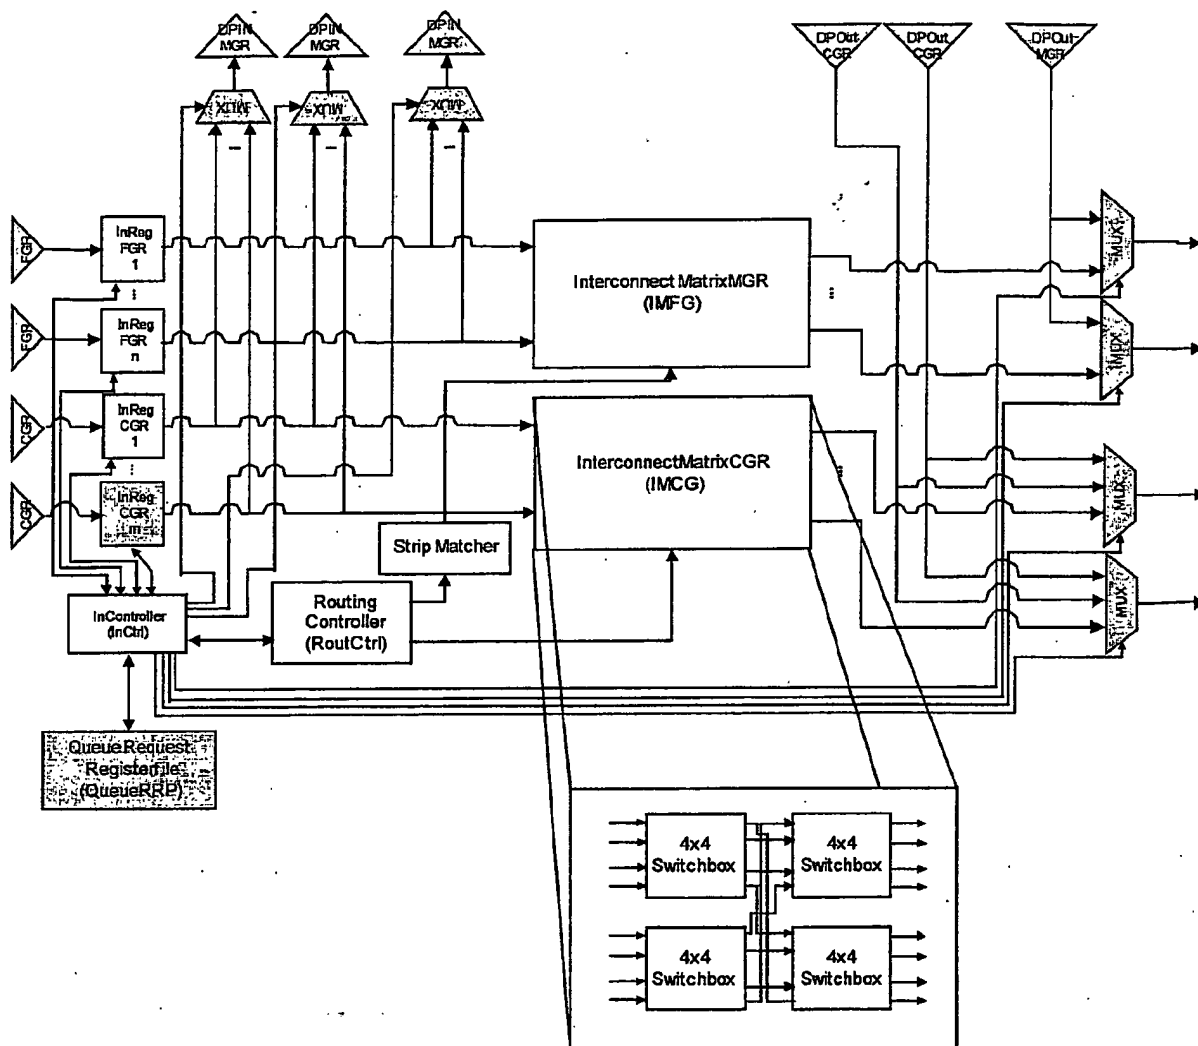 DPIN
MGR
DPIN
MGR
DPIN
MGR
DPOut
CGR
DPOut
CGR
DPOut
MGR
MUX
MUX
MUX
FGR
InReg
FGR
1
...
FGR
InReg
FGR
n
CGR
InReg
CGR
1
...
CGR
InReg
CGR
m
Interconnect MatrixMGR
(IMFG)
...
InterconnectMatrixCGR
(IMCG)
...
MUX
MUX
MUX
MUX
Strip Matcher
InController
(InCtrl)
Routing
Controller
(RoutCtrl)
QueueRequest
Registerfile
(QueueRRP)
4x4
Switchbox
4x4
Switchbox
4x4
Switchbox
4x4
Switchbox